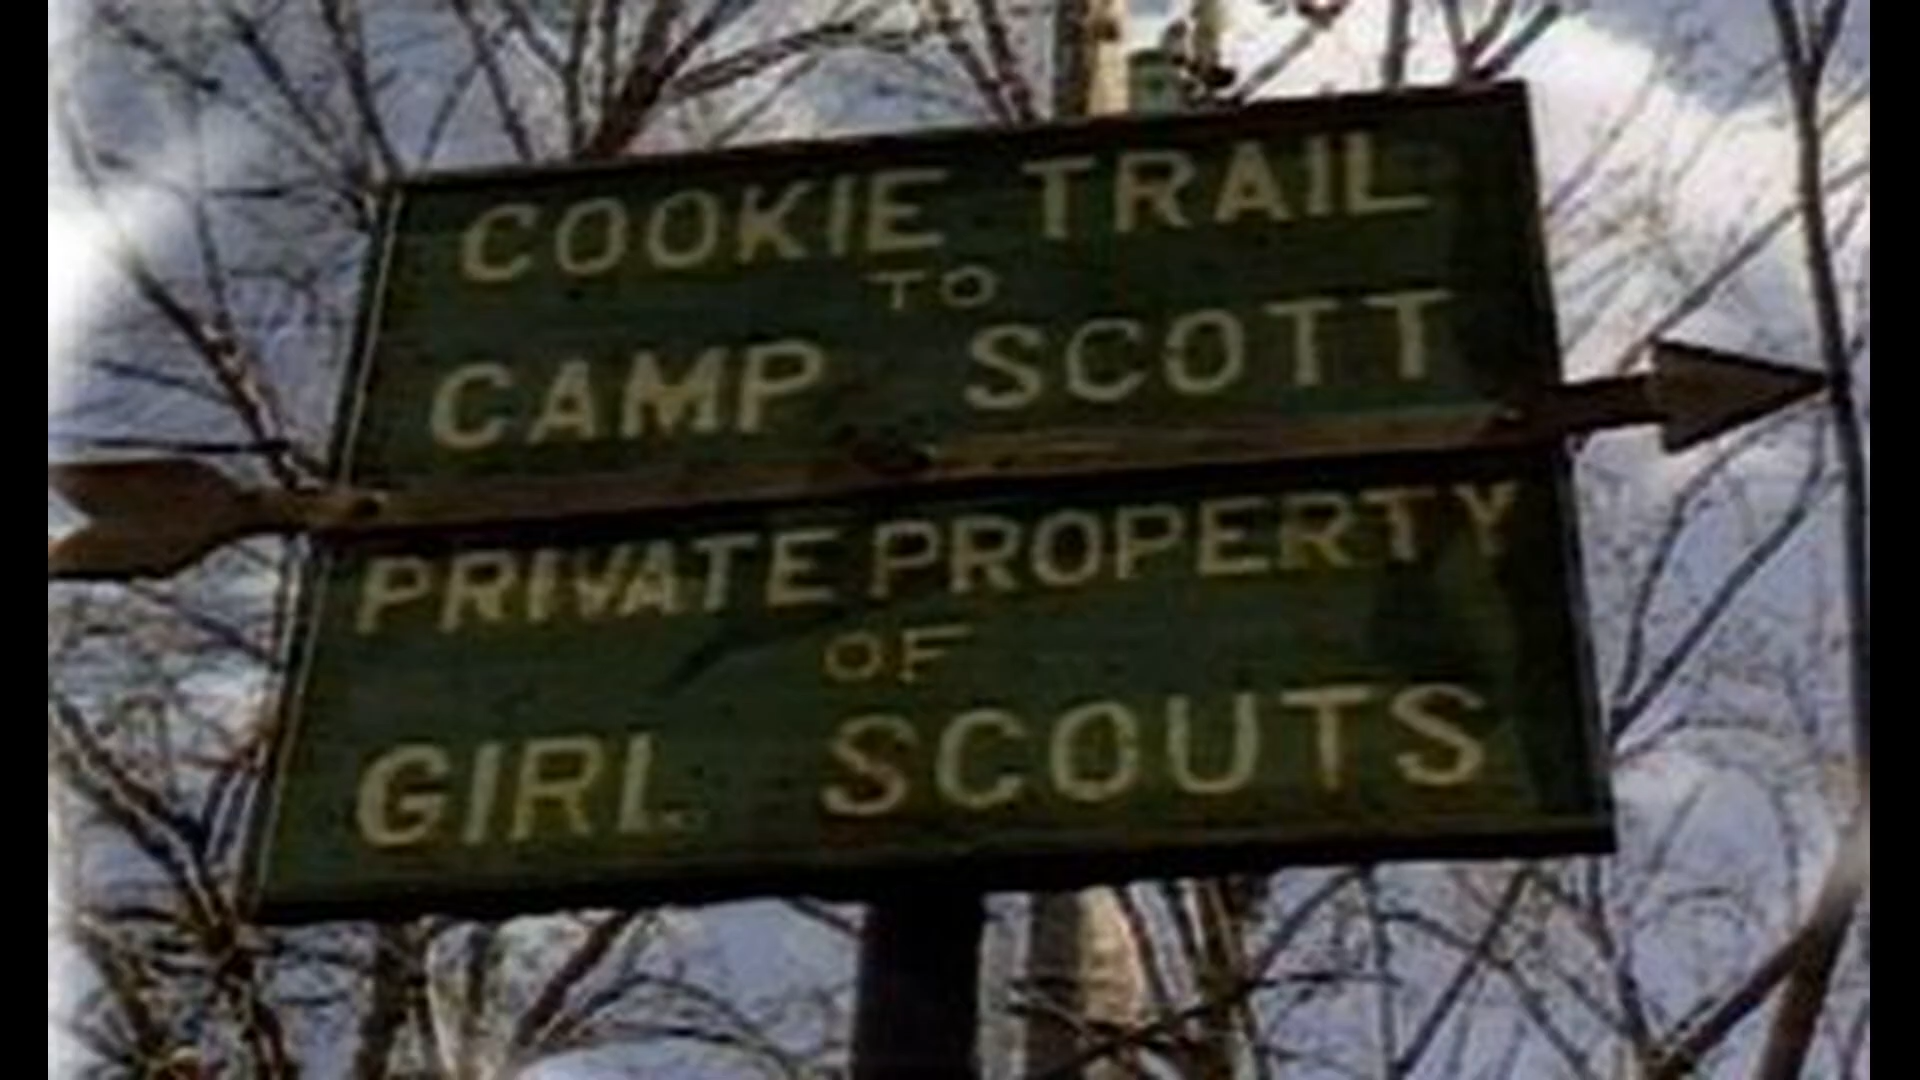 COOKIE TRAIL
TO
CAMP SCOTT
PRIVATE PROPERTY
OF
GIRL SCOUTS